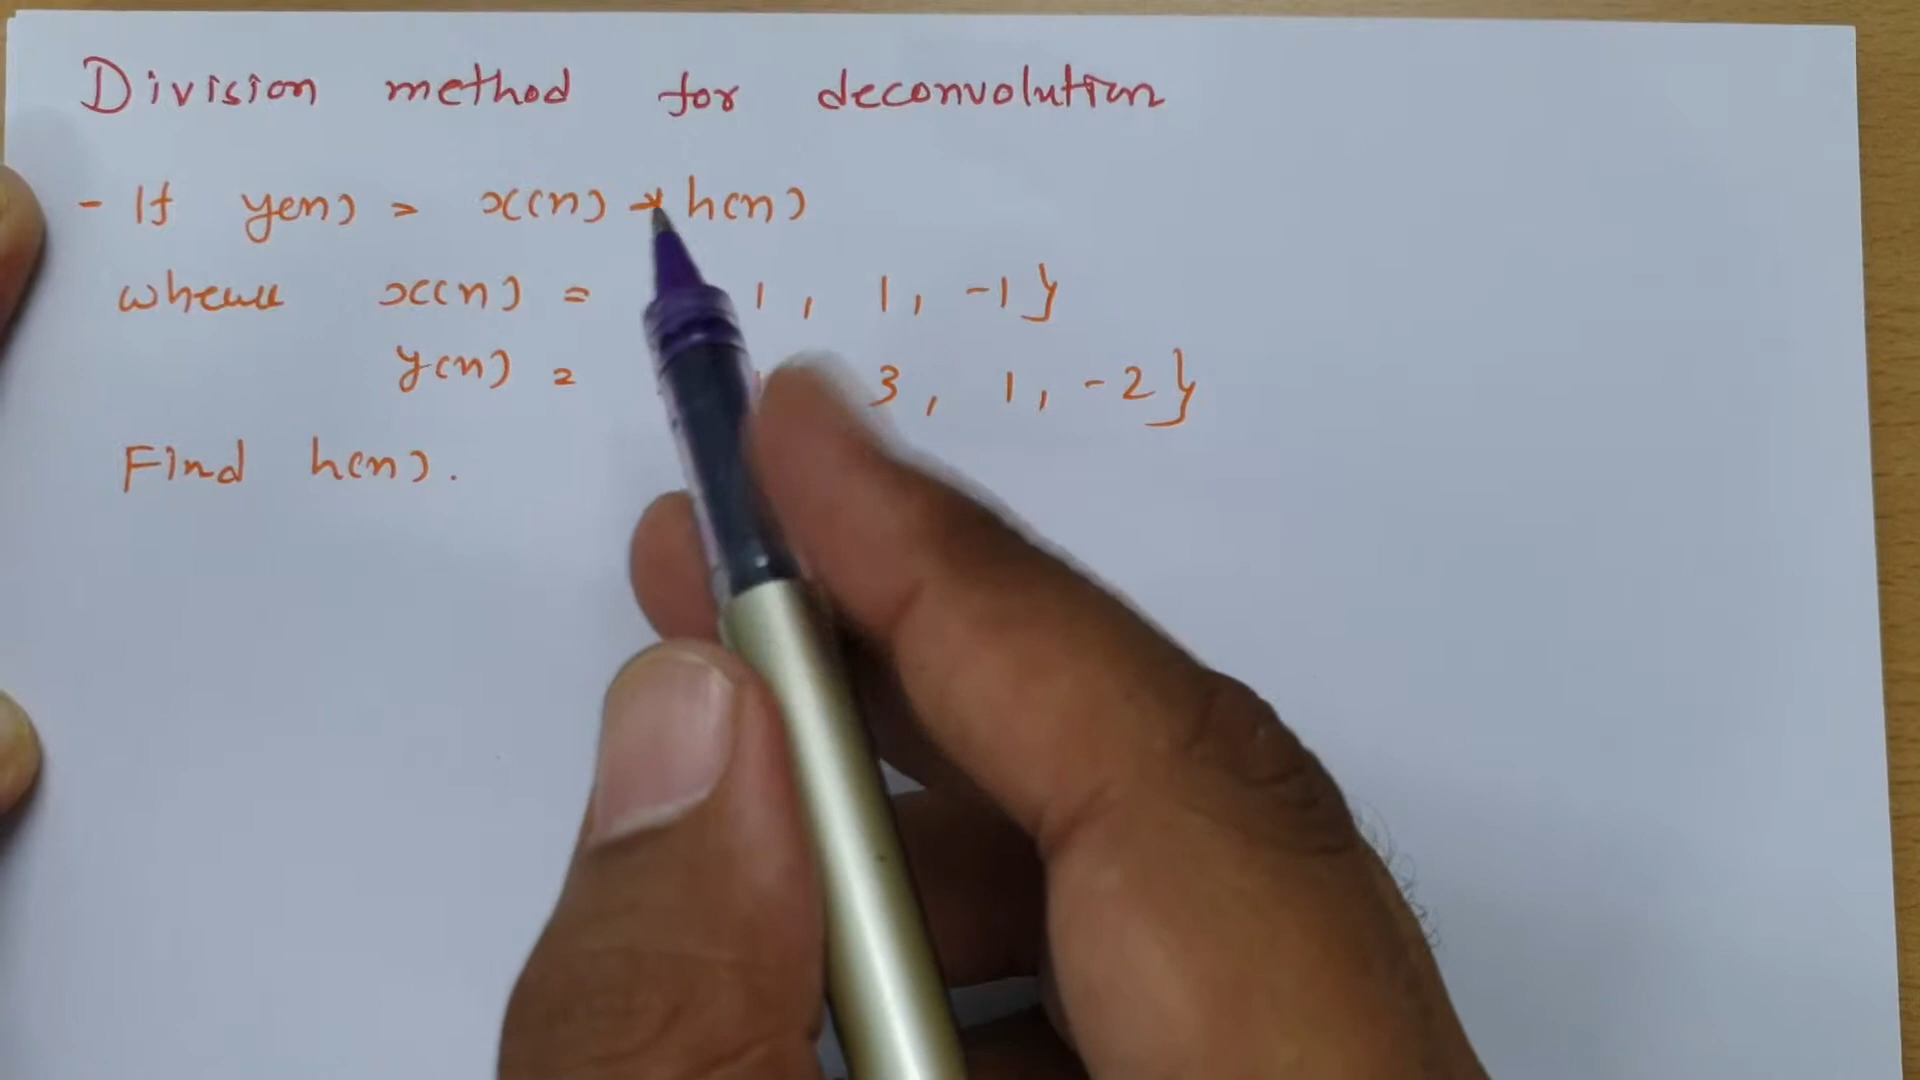 Division method for deconvolution
- If y(n) = x(n) * h(n)
where x(n) = 1, 1, -1}
y(n) = 3, 1, -2}
Find h(n).